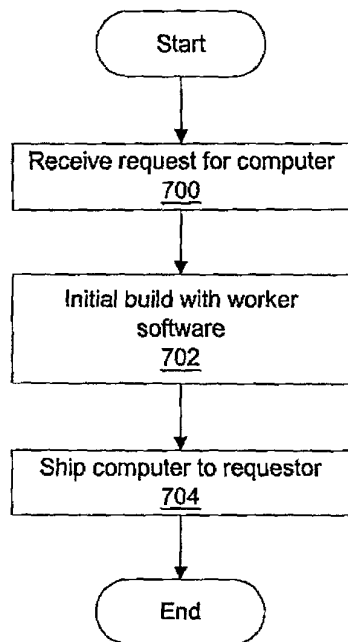 Start
Receive request for computer
700
Initial build with worker
software
702
Ship computer to requestor
704
End